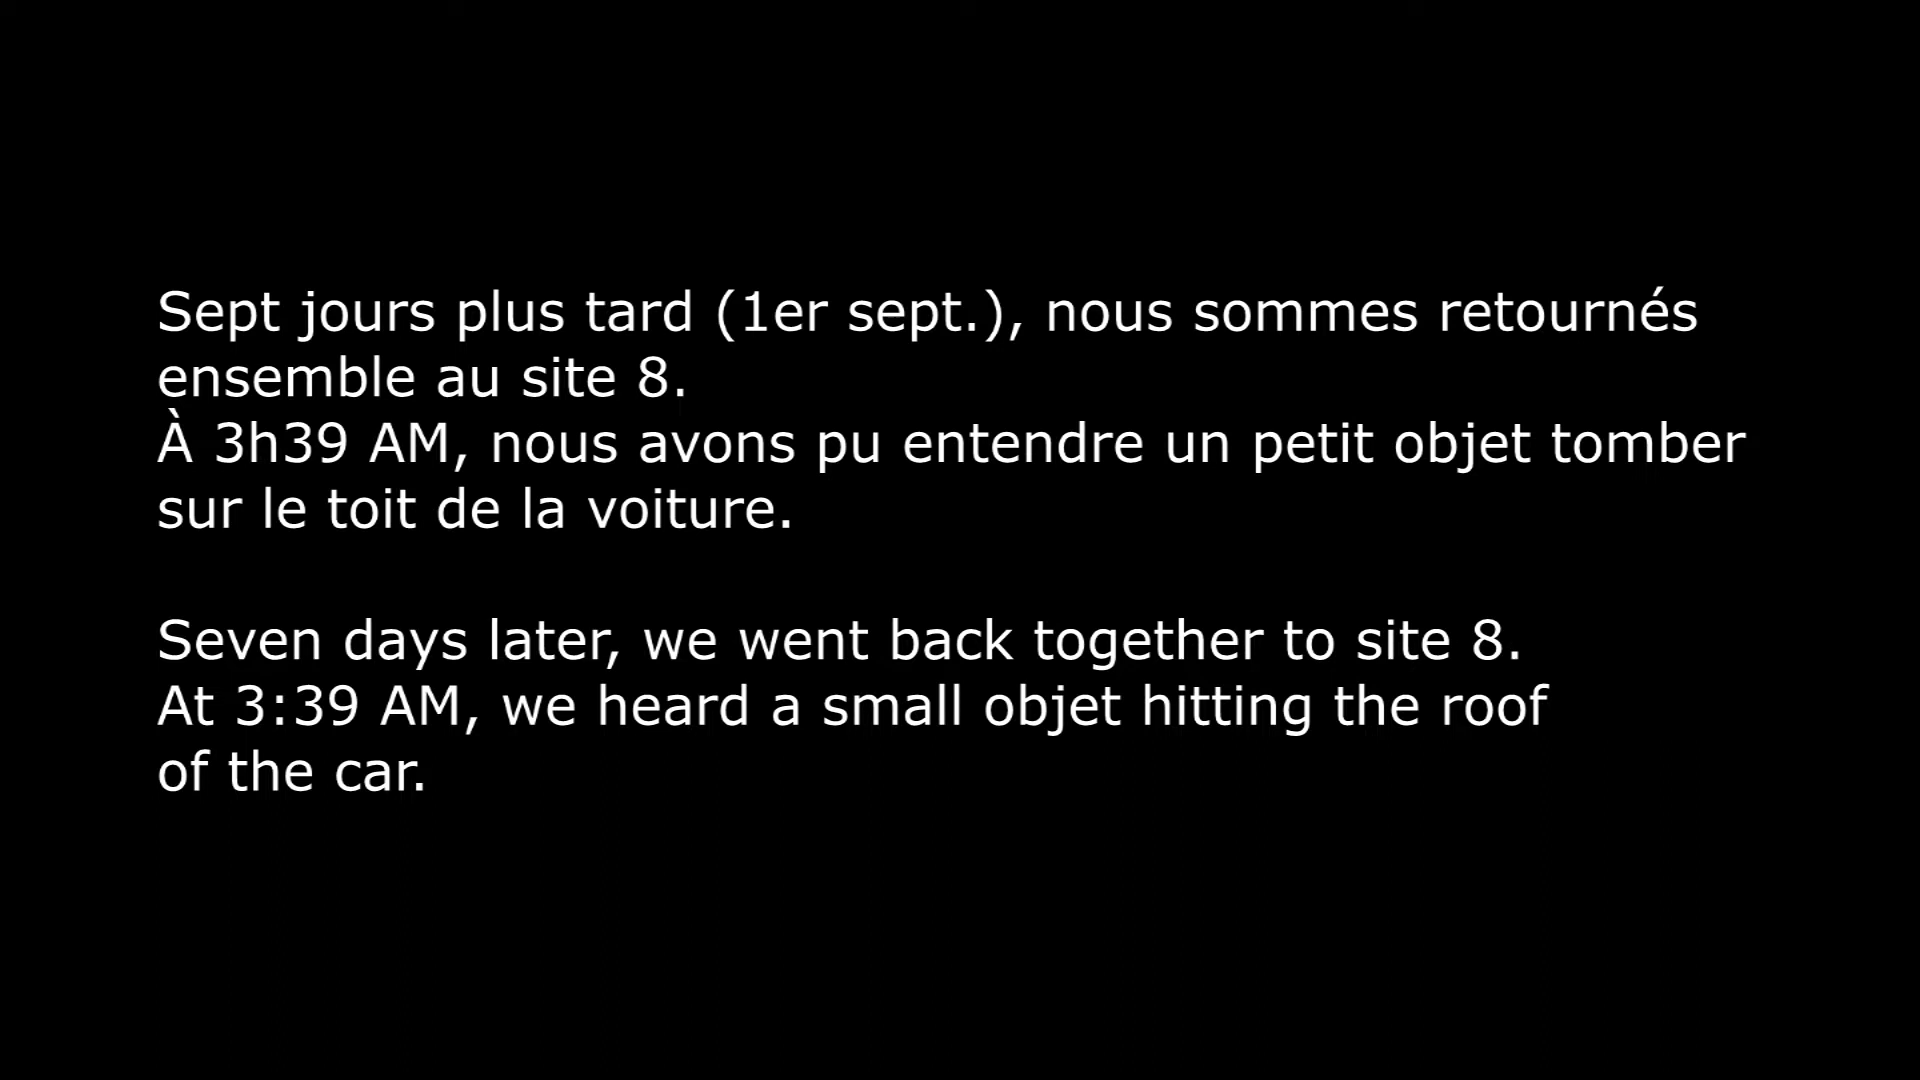 Sept jours plus tard (1er sept.), nous sommes retournés
ensemble au site 8.
À 3h39 AM, nous avons pu entendre un petit objet tomber
sur le toit de la voiture.
Seven days later, we went back together to site 8.
At 3:39 AM, we heard a small objet hitting the roof
of the car.